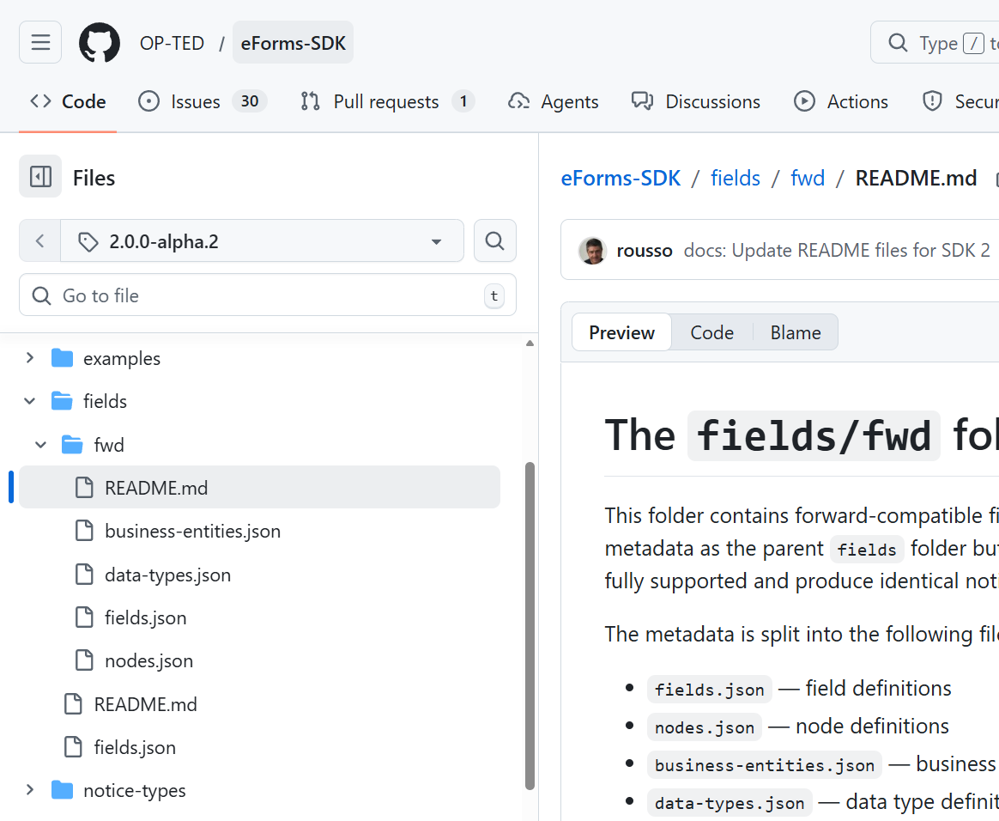 OP-TED / eForms-SDK
Type / to
Code
Issues 30
Pull requests 1
Agents
Discussions
Actions
Secur
Files
2.0.0-alpha.2
Go to file
t
examples
fields
fwd
README.md
business-entities.json
data-types.json
fields.json
nodes.json
README.md
fields.json
notice-types
eForms-SDK / fields / fwd / README.md
rousso docs: Update README files for SDK 2
Preview
Code
Blame
The fields/fwd fol
This folder contains forward-compatible fi
metadata as the parent fields folder but
fully supported and produce identical noti
The metadata is split into the following file
• fields.json — field definitions
• nodes.json — node definitions
• business-entities.json — business
• data-types.json — data type definit